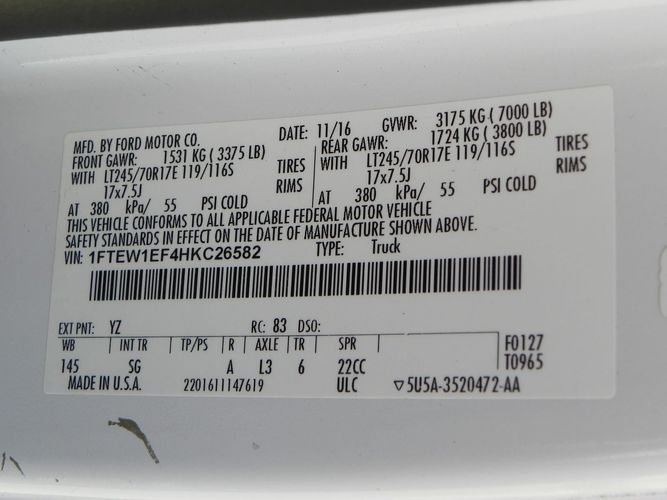 MFD. BY FORD MOTOR CO. DATE: 11/16 GVWR: 3175 KG ( 7000 LB)
FRONT GAWR: 1531 KG ( 3375 LB) REAR GAWR: 1724 KG ( 3800 LB)
WITH LT245/70R17E 119/116S TIRES WITH LT245/70R17E 119/116S TIRES
17x7.5J RIMS 17x7.5J RIMS
AT 380 kPa/ 55 PSI COLD AT 380 kPa/ 55 PSI COLD
THIS VEHICLE CONFORMS TO ALL APPLICABLE FEDERAL MOTOR VEHICLE
SAFETY STANDARDS IN EFFECT ON THE DATE OF MANUFACTURE SHOWN ABOVE.
VIN: 1FTEW1EF4HKC26582 TYPE: Truck
EXT PNT: YZ RC: 83 DSO:
WB INT TR TP/PS R AXLE TR SPR F0127
145 SG A L3 6 22CC T0965
MADE IN U.S.A. 2201611147619 ULC ▽5U5A-3520472-AA